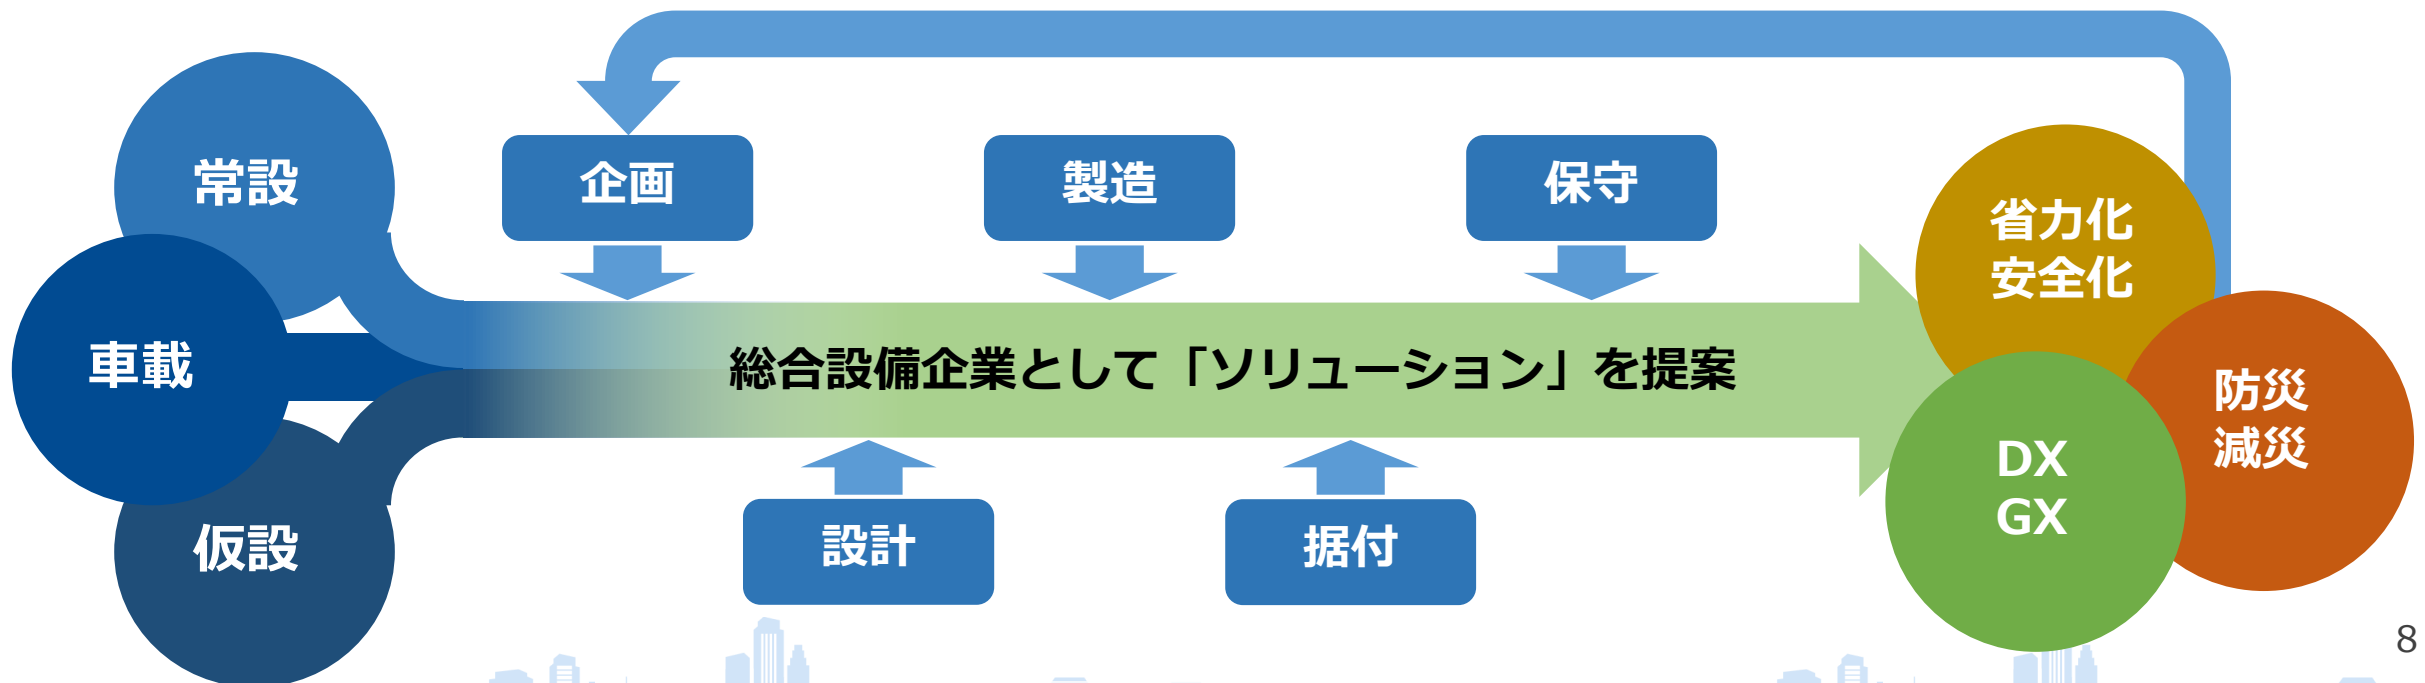 常設
車載
仮設
企画
製造
保守
総合設備企業として「ソリューション」を提案
設計
据付
省力化
安全化
防災
減災
DX
GX
8